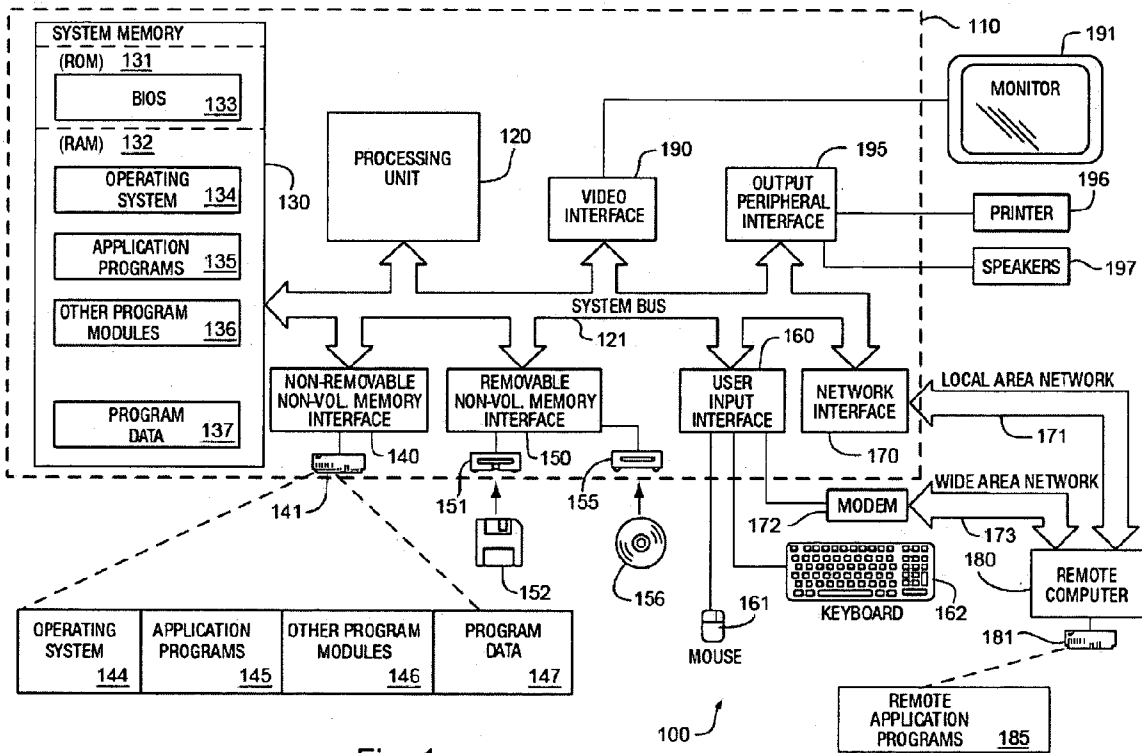 SYSTEM MEMORY
(ROM) 131
BIOS 133
(RAM) 132
OPERATING
SYSTEM 134
APPLICATION
PROGRAMS 135
OTHER PROGRAM
MODULES 136
PROGRAM
DATA 137
130
PROCESSING
UNIT
120
190
VIDEO
INTERFACE
195
OUTPUT
PERIPHERAL
INTERFACE
110
191
MONITOR
196
PRINTER
SPEAKERS
197
SYSTEM BUS
121
NON-REMOVABLE
NON-VOL. MEMORY
INTERFACE
140
REMOVABLE
NON-VOL. MEMORY
INTERFACE
150
160
USER
INPUT
INTERFACE
NETWORK
INTERFACE
170
LOCAL AREA NETWORK
171
WIDE AREA NETWORK
173
141
151
155
152
156
172
MODEM
KEYBOARD
162
161
MOUSE
180
REMOTE
COMPUTER
181
OPERATING
SYSTEM
144
APPLICATION
PROGRAMS
145
OTHER PROGRAM
MODULES
146
PROGRAM
DATA
147
100
REMOTE
APPLICATION
PROGRAMS 185